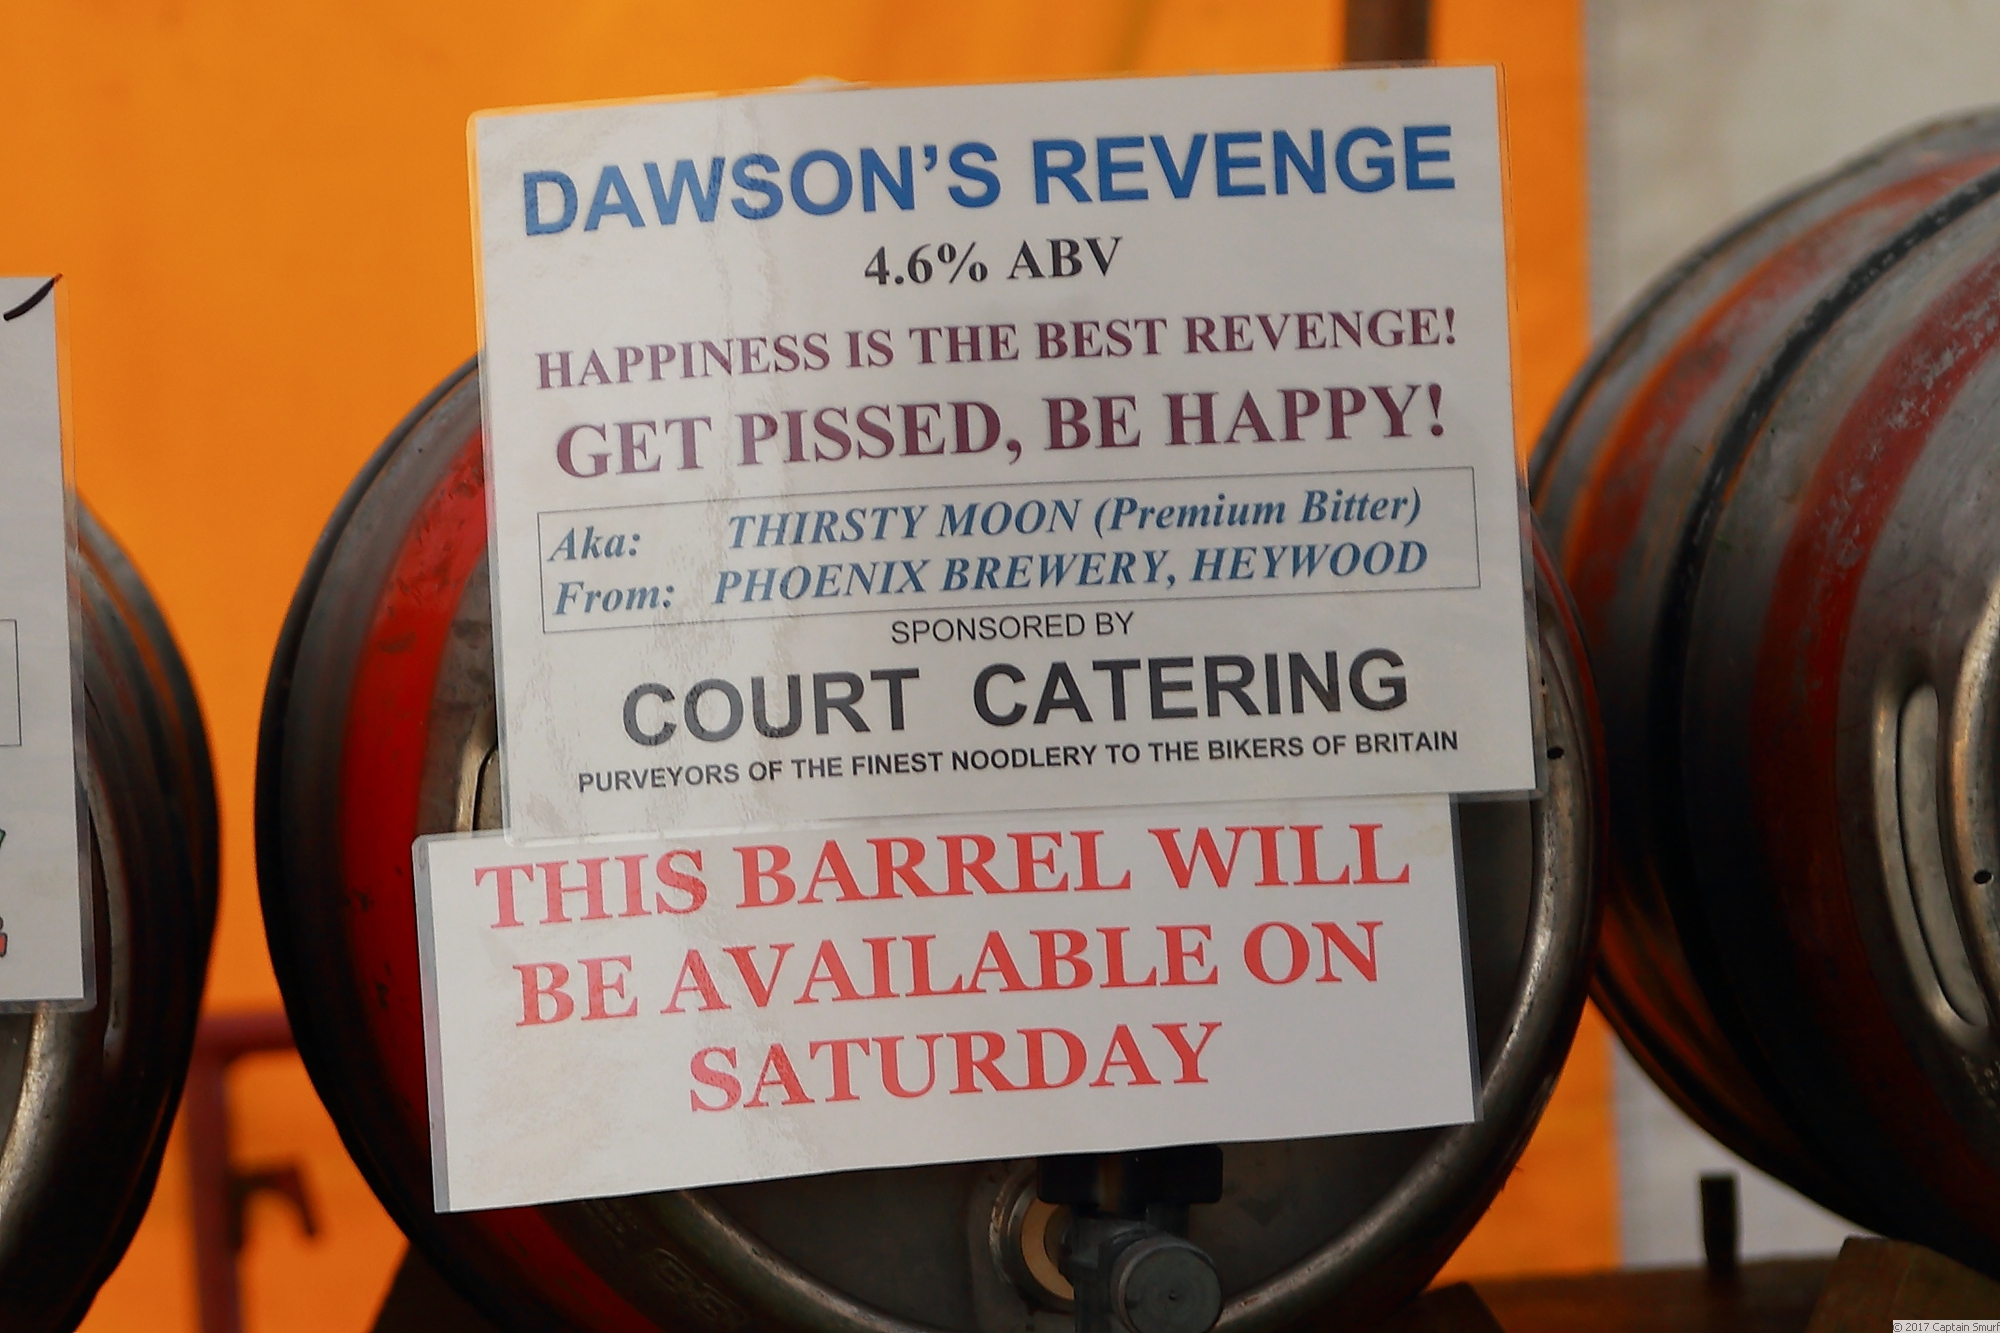 DAWSON'S REVENGE
4.6% ABV
HAPPINESS IS THE BEST REVENGE!
GET PISSED, BE HAPPY!
Aka: THIRSTY MOON (Premium Bitter)
From: PHOENIX BREWERY, HEYWOOD
SPONSORED BY
COURT CATERING
PURVEYORS OF THE FINEST NOODLERY TO THE BIKERS OF BRITAIN
THIS BARREL WILL
BE AVAILABLE ON
SATURDAY
© 2017 Captain Smurf